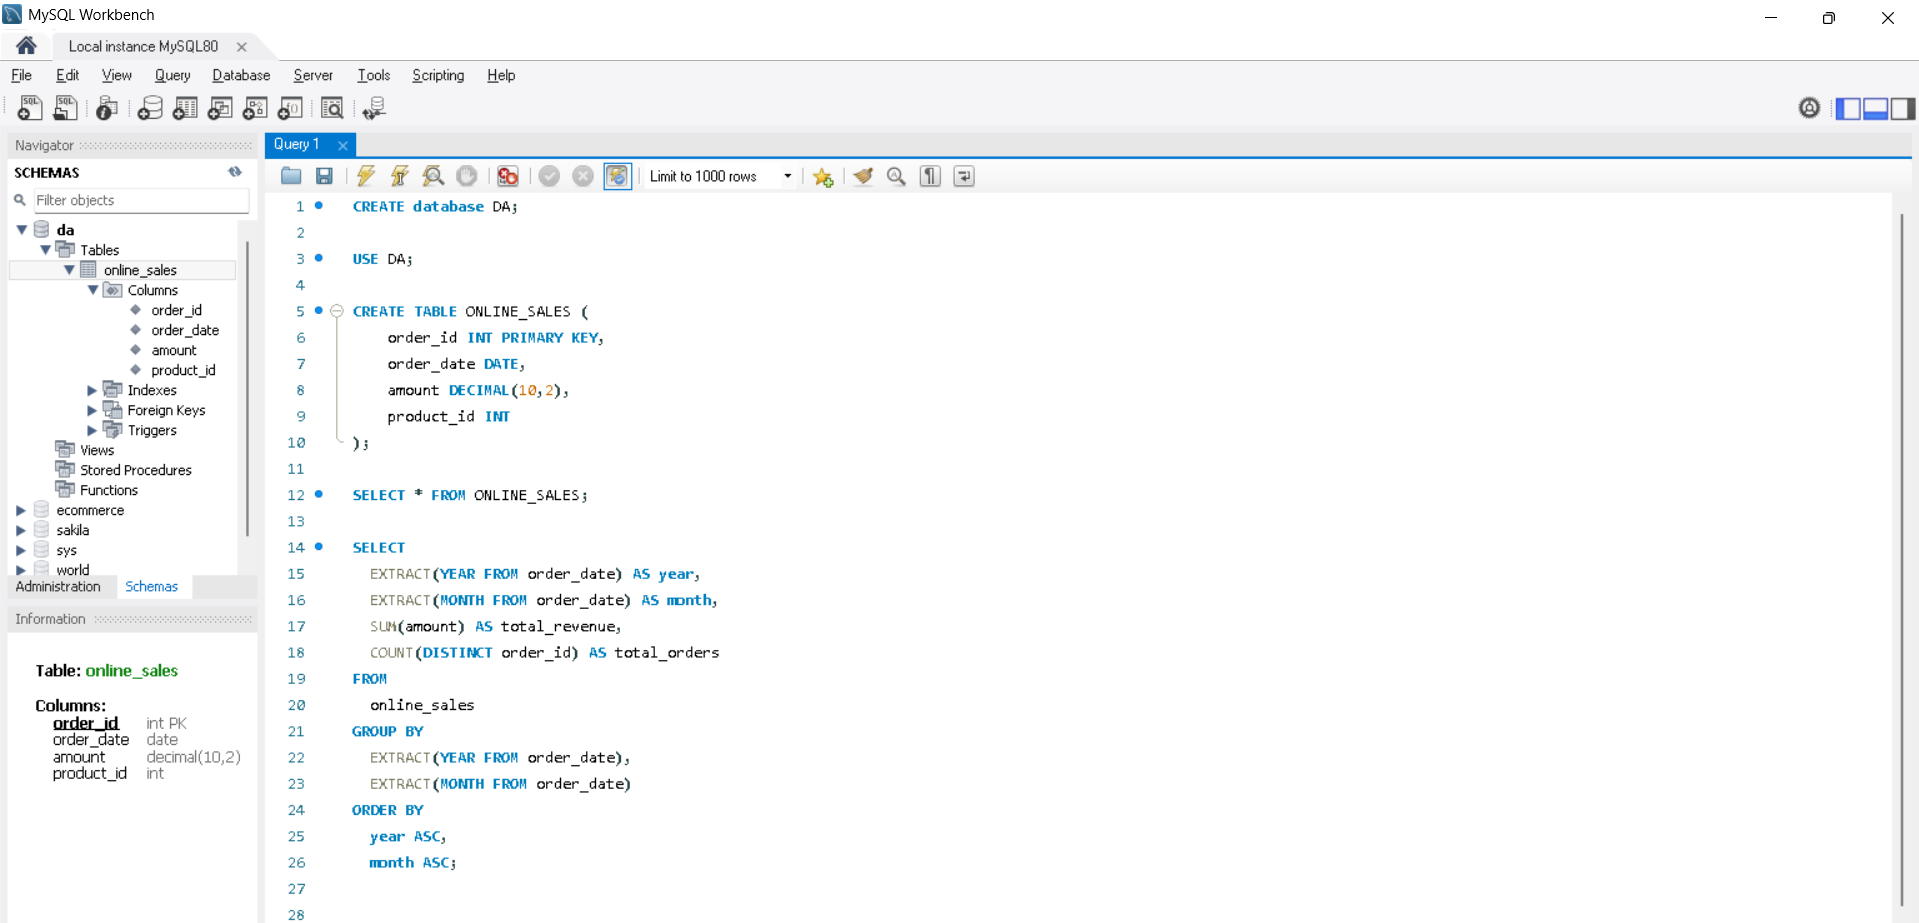 MySQL Workbench
Local instance MySQL80
File Edit View Query Database Server Tools Scripting Help
Navigator
SCHEMAS
Filter objects
da
Tables
online_sales
Columns
order_id
order_date
amount
product_id
Indexes
Foreign Keys
Triggers
Views
Stored Procedures
Functions
ecommerce
sakila
sys
world
Administration Schemas
Information
Table: online_sales
Columns:
order_id int PK
order_date date
amount decimal(10,2)
product_id int
Query 1
Limit to 1000 rows
1 CREATE database DA;
2
3 USE DA;
4
5 CREATE TABLE ONLINE_SALES (
6 order_id INT PRIMARY KEY,
7 order_date DATE,
8 amount DECIMAL(10,2),
9 product_id INT
10 );
11
12 SELECT * FROM ONLINE_SALES;
13
14 SELECT
15 EXTRACT(YEAR FROM order_date) AS year,
16 EXTRACT(MONTH FROM order_date) AS month,
17 SUM(amount) AS total_revenue,
18 COUNT(DISTINCT order_id) AS total_orders
19 FROM
20 online_sales
21 GROUP BY
22 EXTRACT(YEAR FROM order_date),
23 EXTRACT(MONTH FROM order_date)
24 ORDER BY
25 year ASC,
26 month ASC;
27
28